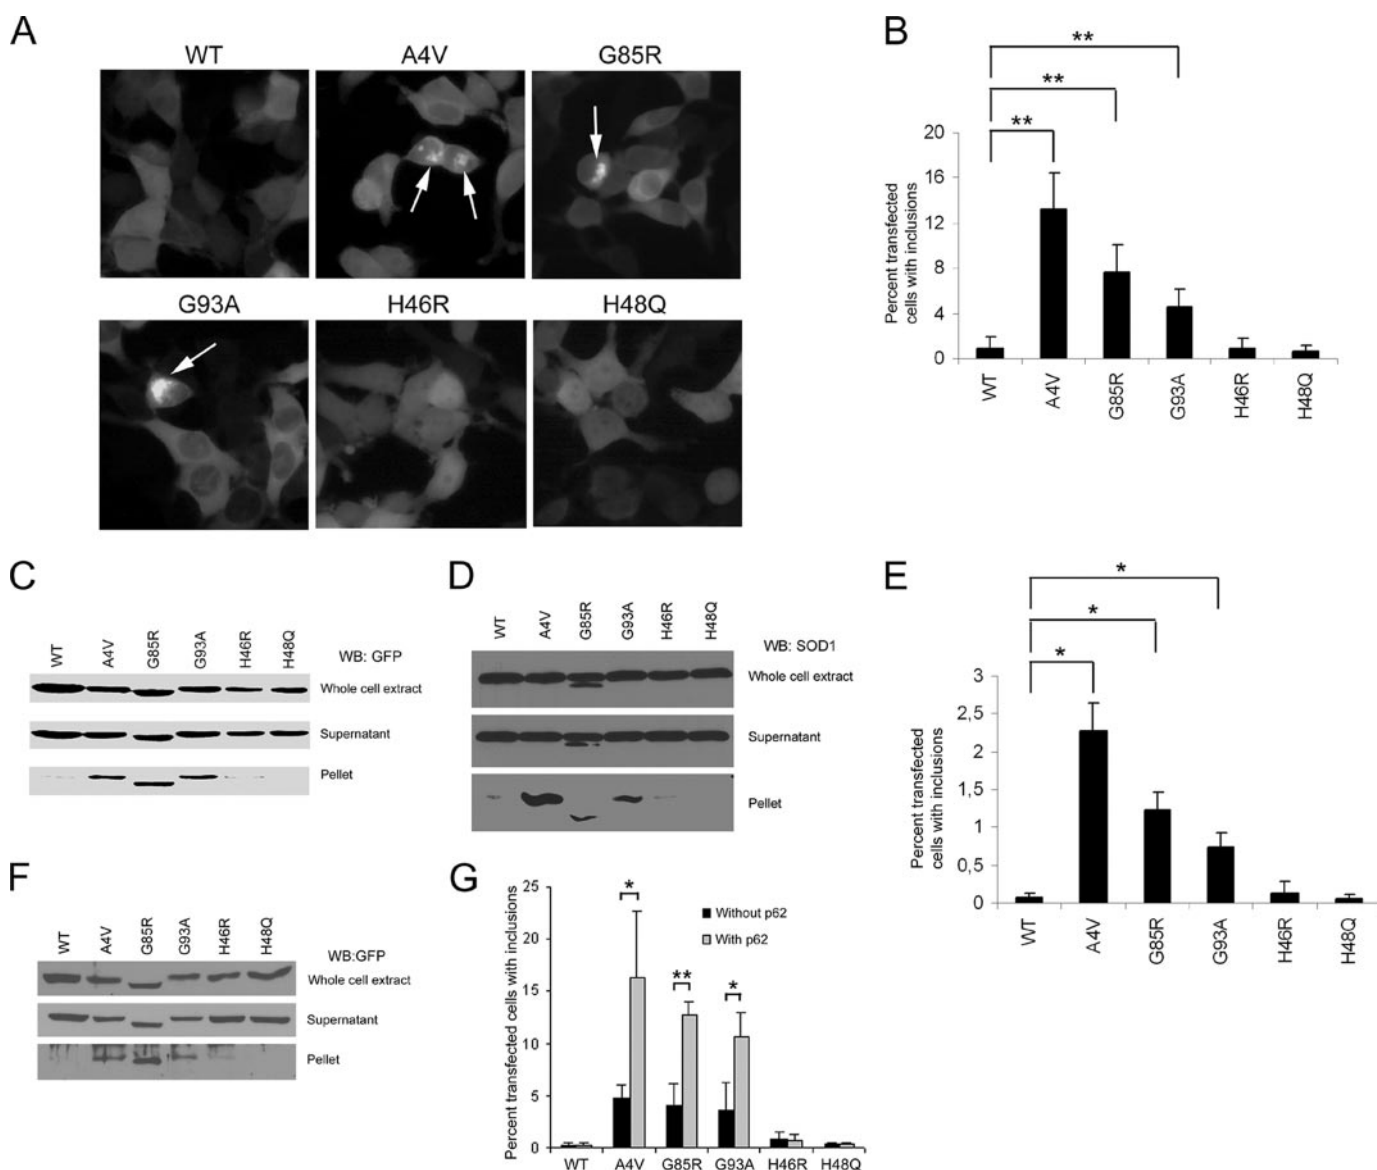 A
WT A4V G85R
G93A H46R H48Q
B
** 
**
**
Percent transfected
cells with inclusions
20
16
12
8
4
0
WT A4V G85R G93A H46R H48Q
C
WT A4V G85R G93A H46R H48Q
WB: GFP
Whole cell extract
Supernatant
Pellet
D
WT A4V G85R G93A H46R H48Q
WB: SOD1
Whole cell extract
Supernatant
Pellet
E
*
*
*
Percent transfected
cells with inclusions
3
2,5
2
1,5
1
0,5
0
WT A4V G85R G93A H46R H48Q
F
WT A4V G85R G93A H46R H48Q
WB:GFP
Whole cell extract
Supernatant
Pellet
G
Percent transfected cells with inclusions
25
20
15
10
5
0
* ** *
Without p62
With p62
WT A4V G85R G93A H46R H48Q